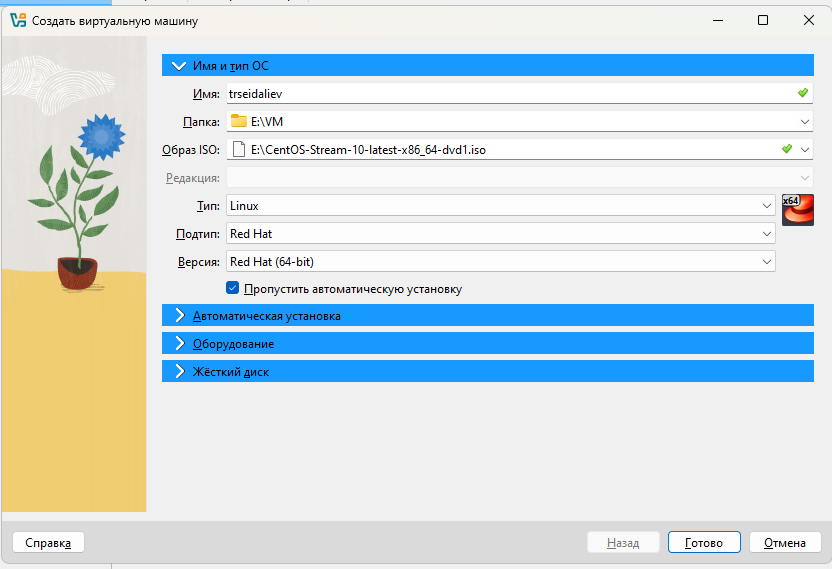 Создать виртуальную машину
Имя и тип ОС
Имя: trseidaliev
Папка: E:\VM
Образ ISO: E:\CentOS-Stream-10-latest-x86_64-dvd1.iso
Редакция:
Тип: Linux
x64
Подтип: Red Hat
Версия: Red Hat (64-bit)
Пропустить автоматическую установку
Автоматическая установка
Оборудование
Жёсткий диск
Справка Назад Готово Отмена